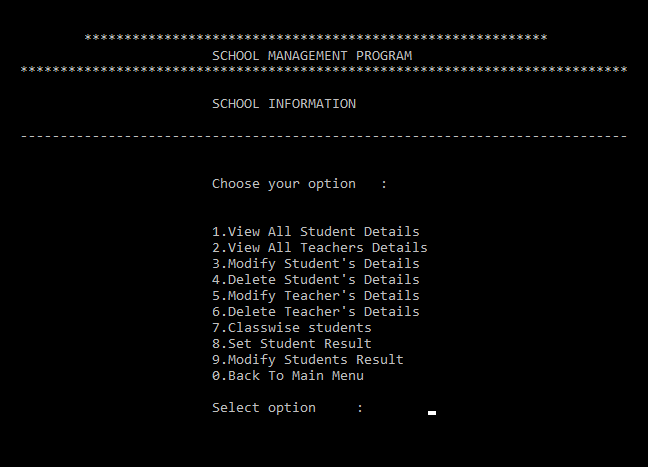 **********************************************************
SCHOOL MANAGEMENT PROGRAM
****************************************************************************
SCHOOL INFORMATION
----------------------------------------------------------------------------
Choose your option   :
1.View All Student Details
2.View All Teachers Details
3.Modify Student's Details
4.Delete Student's Details
5.Modify Teacher's Details
6.Delete Teacher's Details
7.Classwise students
8.Set Student Result
9.Modify Students Result
0.Back To Main Menu
Select option     :